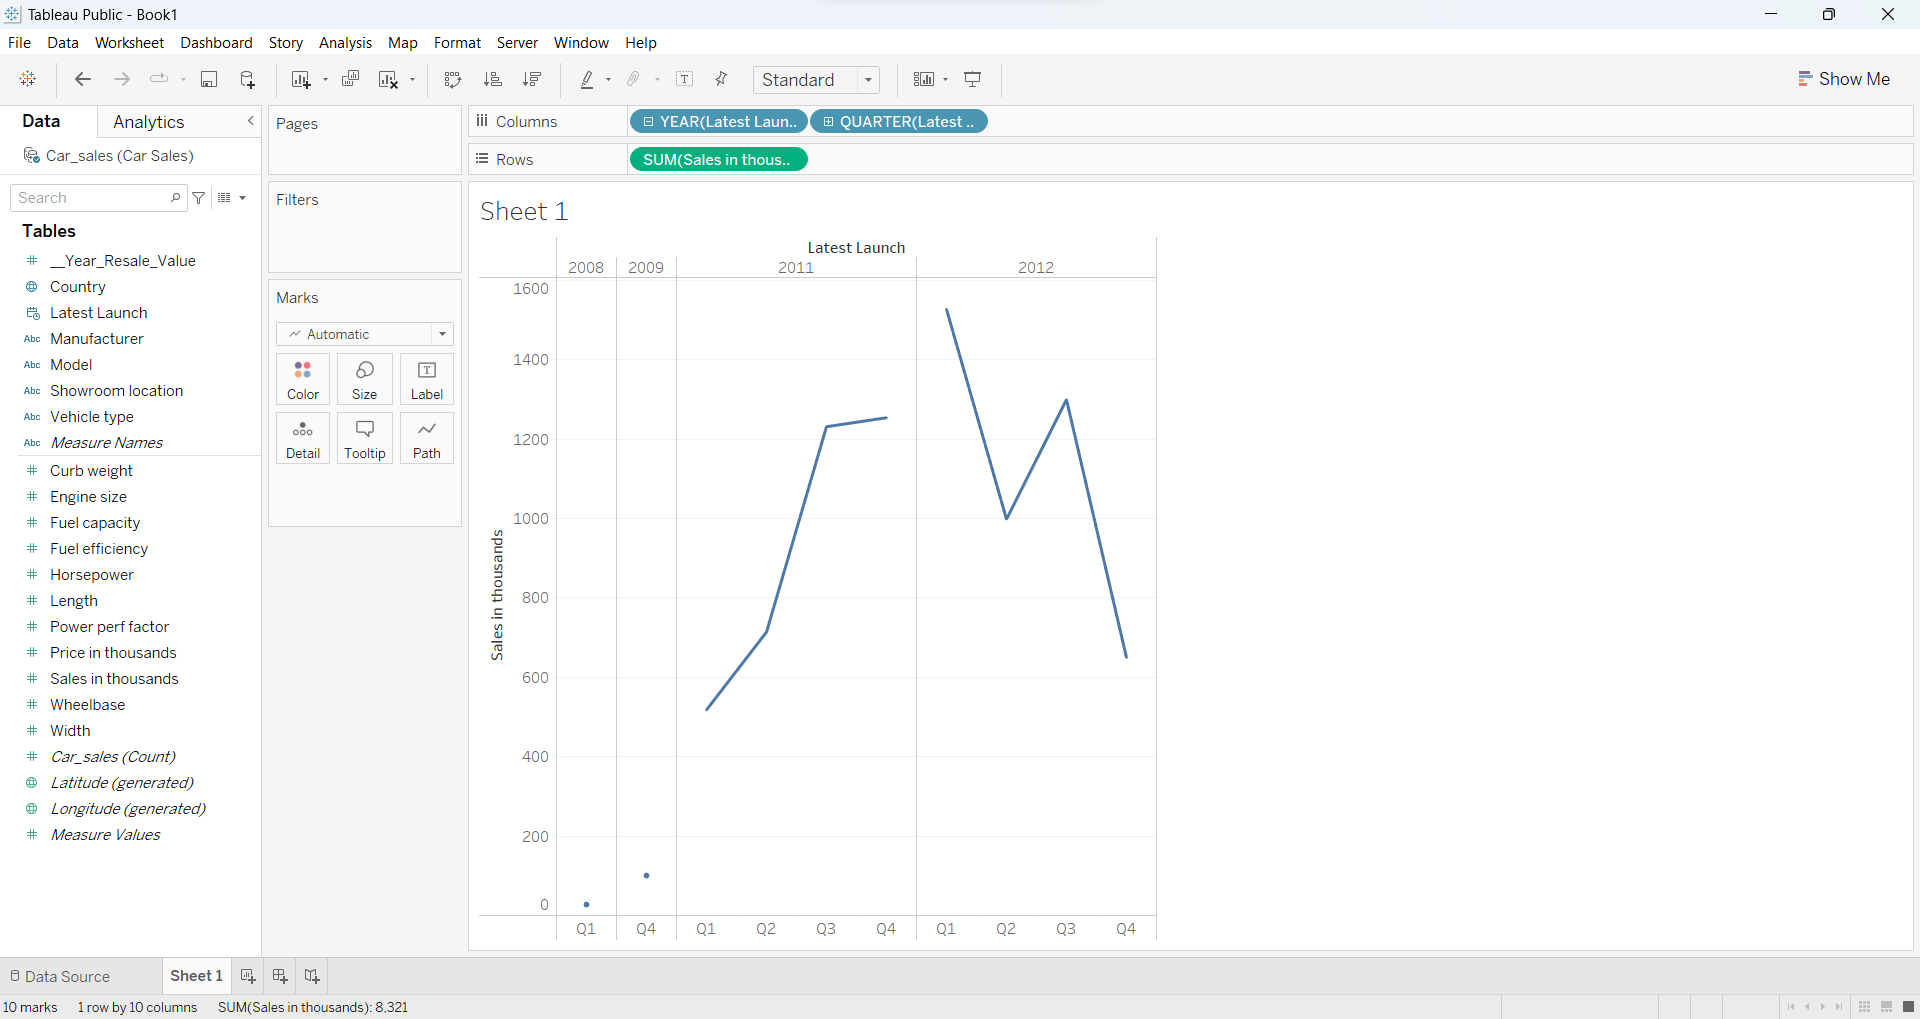 Tableau Public - Book1
File Data Worksheet Dashboard Story Analysis Map Format Server Window Help
Standard
Show Me
Data Analytics
Car_sales (Car Sales)
Search
Tables
__Year_Resale_Value
Country
Latest Launch
Abc Manufacturer
Abc Model
Abc Showroom location
Abc Vehicle type
Abc Measure Names
Curb weight
Engine size
Fuel capacity
Fuel efficiency
Horsepower
Length
Power perf factor
Price in thousands
Sales in thousands
Wheelbase
Width
Car_sales (Count)
Latitude (generated)
Longitude (generated)
Measure Values
Pages
Filters
Marks
Automatic
Color Size Label
Detail Tooltip Path
Columns YEAR(Latest Laun.. QUARTER(Latest ..
Rows SUM(Sales in thous..
Sheet 1
Latest Launch
2008 2009 2011 2012
1600
1400
1200
1000
800
600
400
200
0
Sales in thousands
Q1 Q4 Q1 Q2 Q3 Q4 Q1 Q2 Q3 Q4
Data Source Sheet 1
10 marks 1 row by 10 columns SUM(Sales in thousands): 8,321